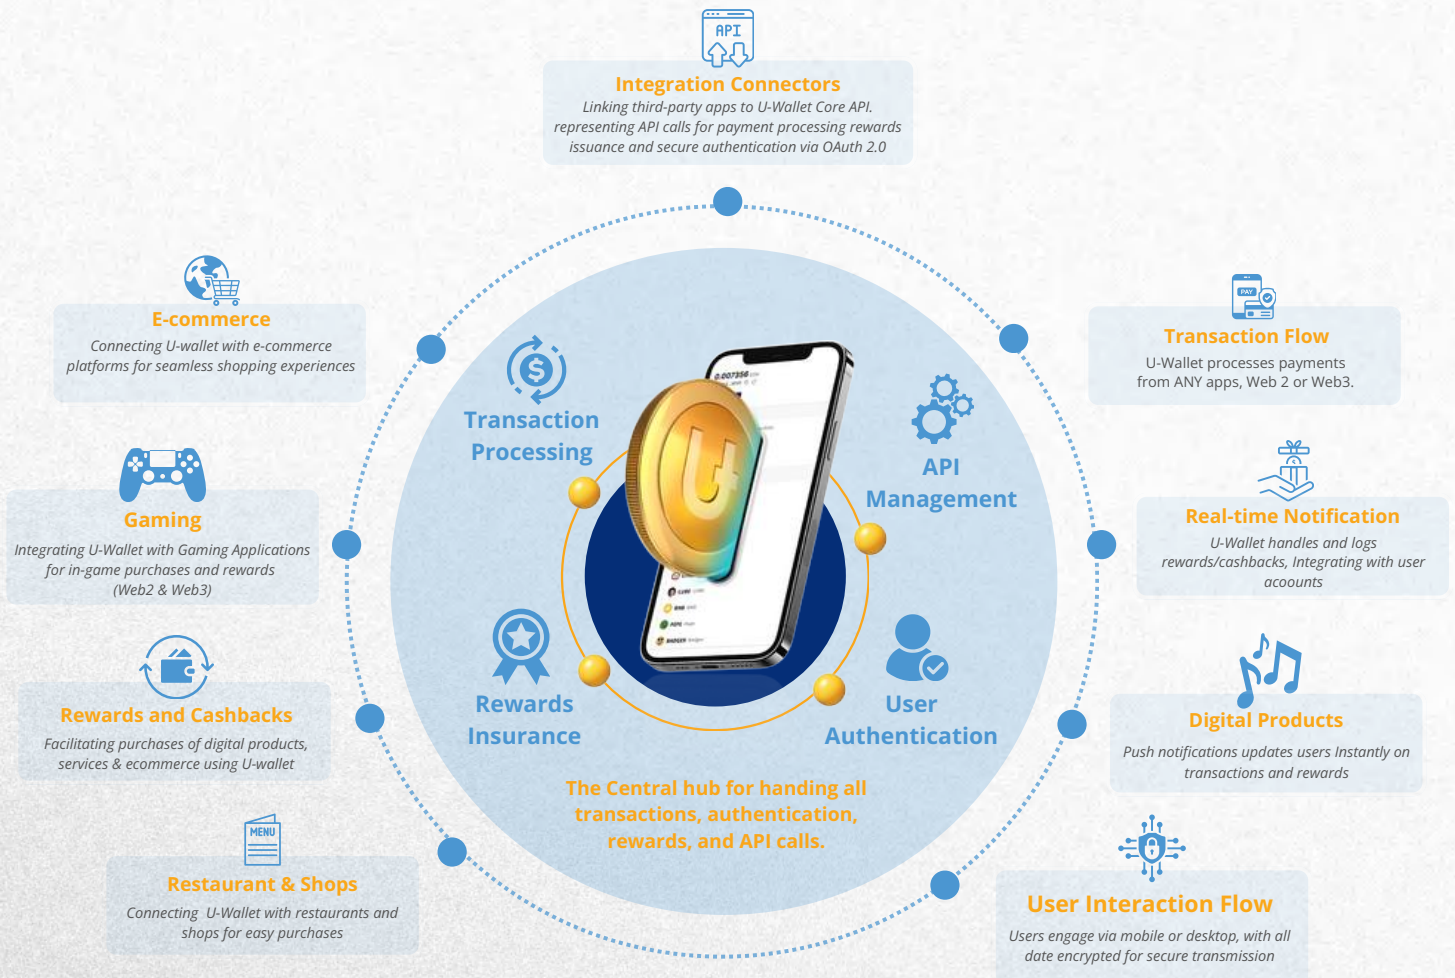 API
Integration Connectors
Linking third-party apps to U-Wallet Core API.
representing API calls for payment processing rewards
issuance and secure authentication via OAuth 2.0
E-commerce
Connecting U-wallet with e-commerce
platforms for seamless shopping experiences
Gaming
Integrating U-Wallet with Gaming Applications
for in-game purchases and rewards
(Web2 & Web3)
Rewards and Cashbacks
Facilitating purchases of digital products,
services & ecommerce using U-wallet
MENU
Restaurant & Shops
Connecting U-Wallet with restaurants and
shops for easy purchases
Transaction
Processing
API
Management
0.007356
Rewards
Insurance
User
Authentication
The Central hub for handing all
transactions, authentication,
rewards, and API calls.
PAY
Transaction Flow
U-Wallet processes payments
from ANY apps, Web 2 or Web3.
Real-time Notification
U-Wallet handles and logs
rewards/cashbacks, Integrating with user
acoounts
Digital Products
Push notifications updates users Instantly on
transactions and rewards
User Interaction Flow
Users engage via mobile or desktop, with all
date encrypted for secure transmission